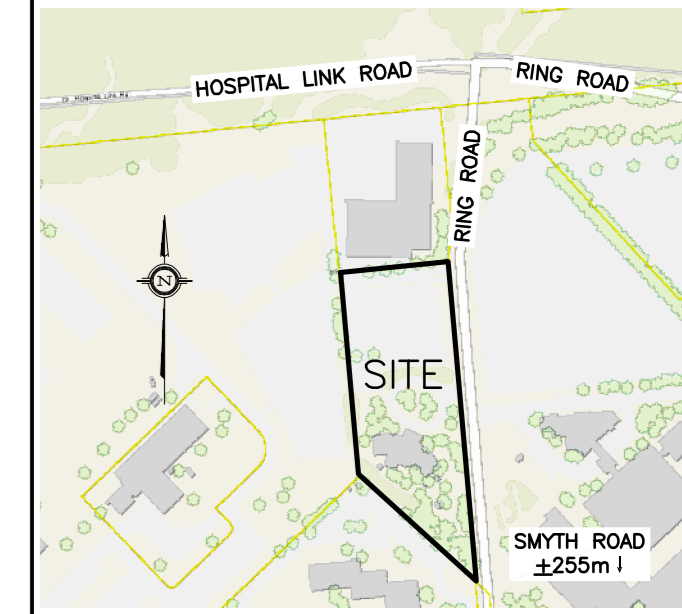 HOSPITAL LINK ROAD
RING ROAD
RING ROAD
N
SITE
SMYTH ROAD
±255m ↓